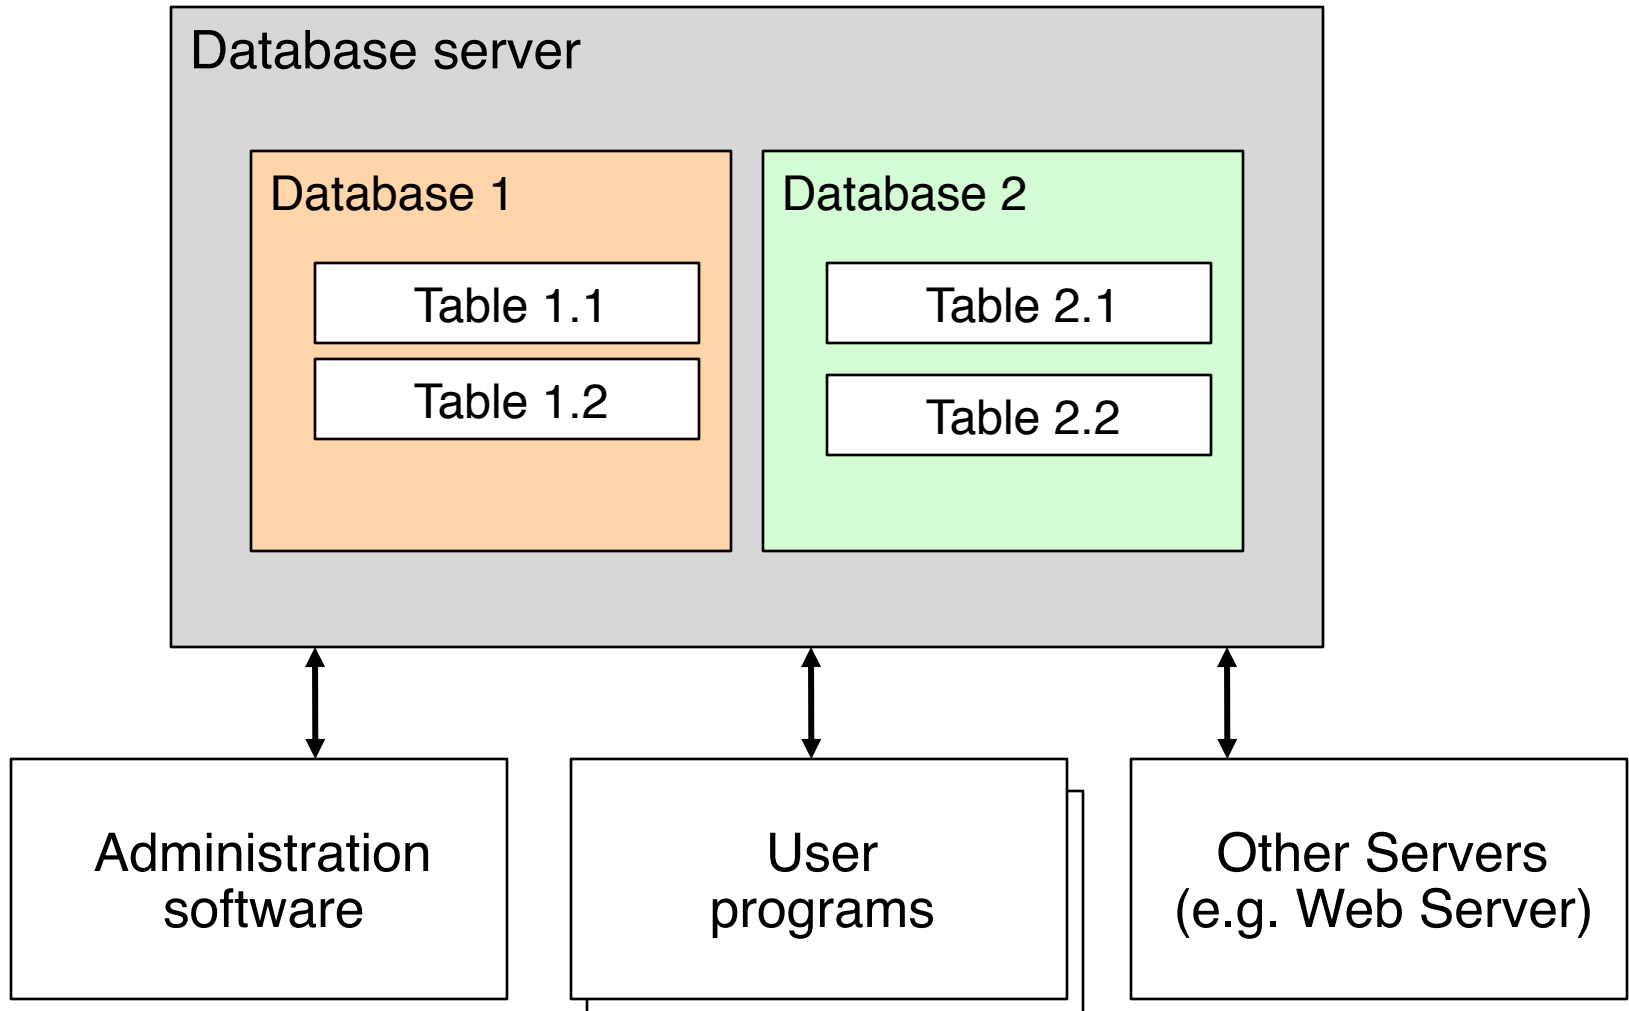 Database server
Database 1
Database 2
Table 1.1
Table 2.1
Table 1.2
Table 2.2
Administration
software
User
programs
Other Servers
(e.g. Web Server)